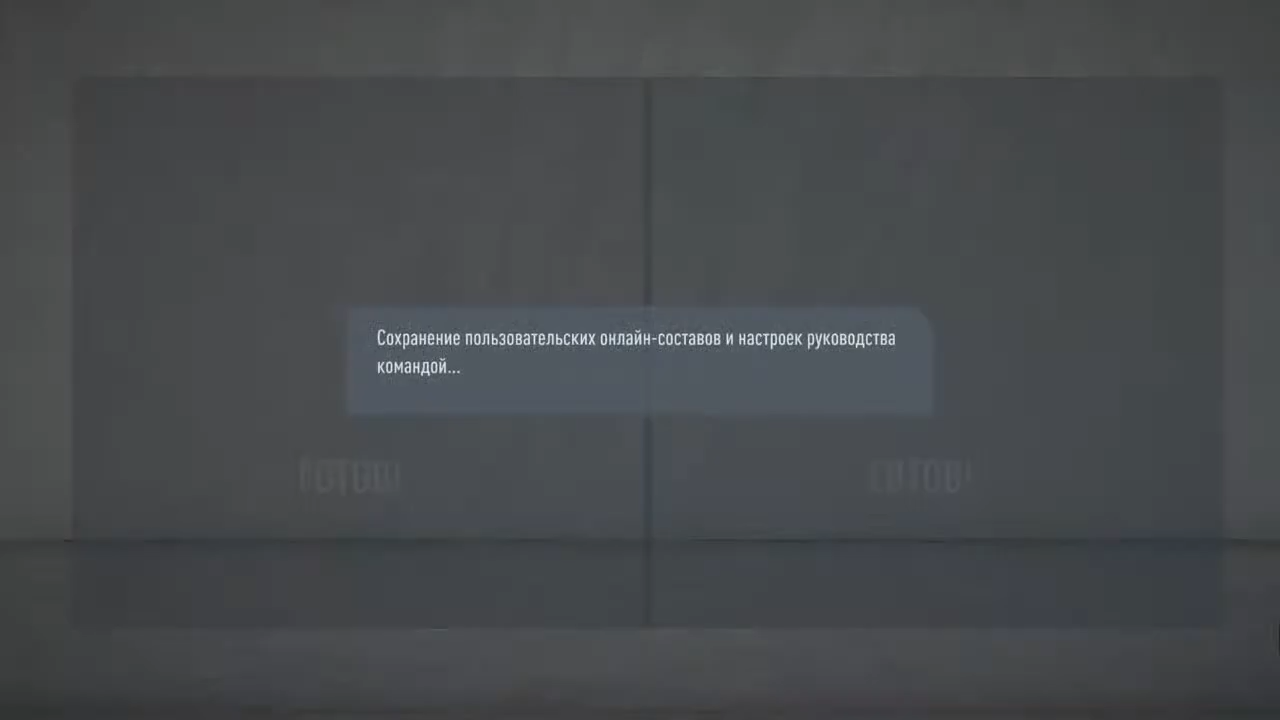 Сохранение пользовательских онлайн-составов и настроек руководства
командой...